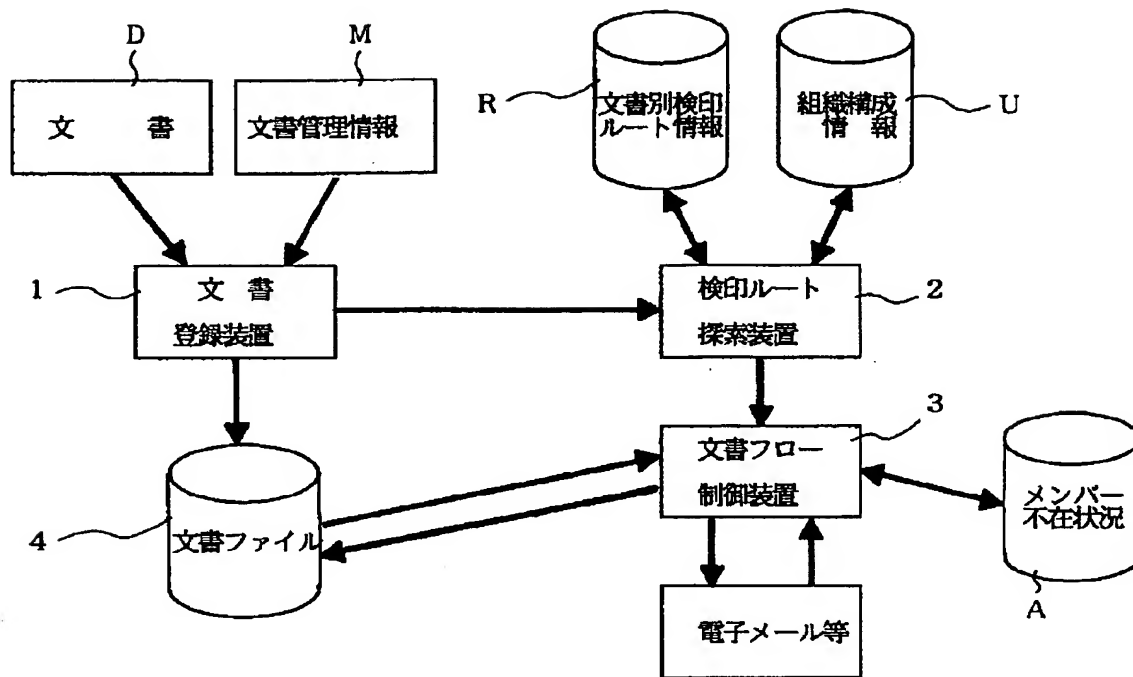 D
M
R
U
文 書
文書管理情報
文書別検印
ルート情報
組織構成
情 報
1
文 書
登録装置
検印ルート
探索装置
2
3
文書フロー
制御装置
4
文書ファイル
メンバー
不在状況
A
電子メール等